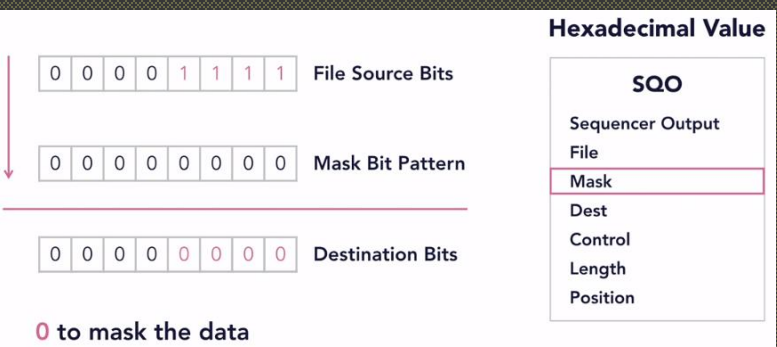 Hexadecimal Value
0 0 0 0 1 1 1 1 File Source Bits
0 0 0 0 0 0 0 0 Mask Bit Pattern
0 0 0 0 0 0 0 0 Destination Bits
0 to mask the data
SQO
Sequencer Output
File
Mask
Dest
Control
Length
Position